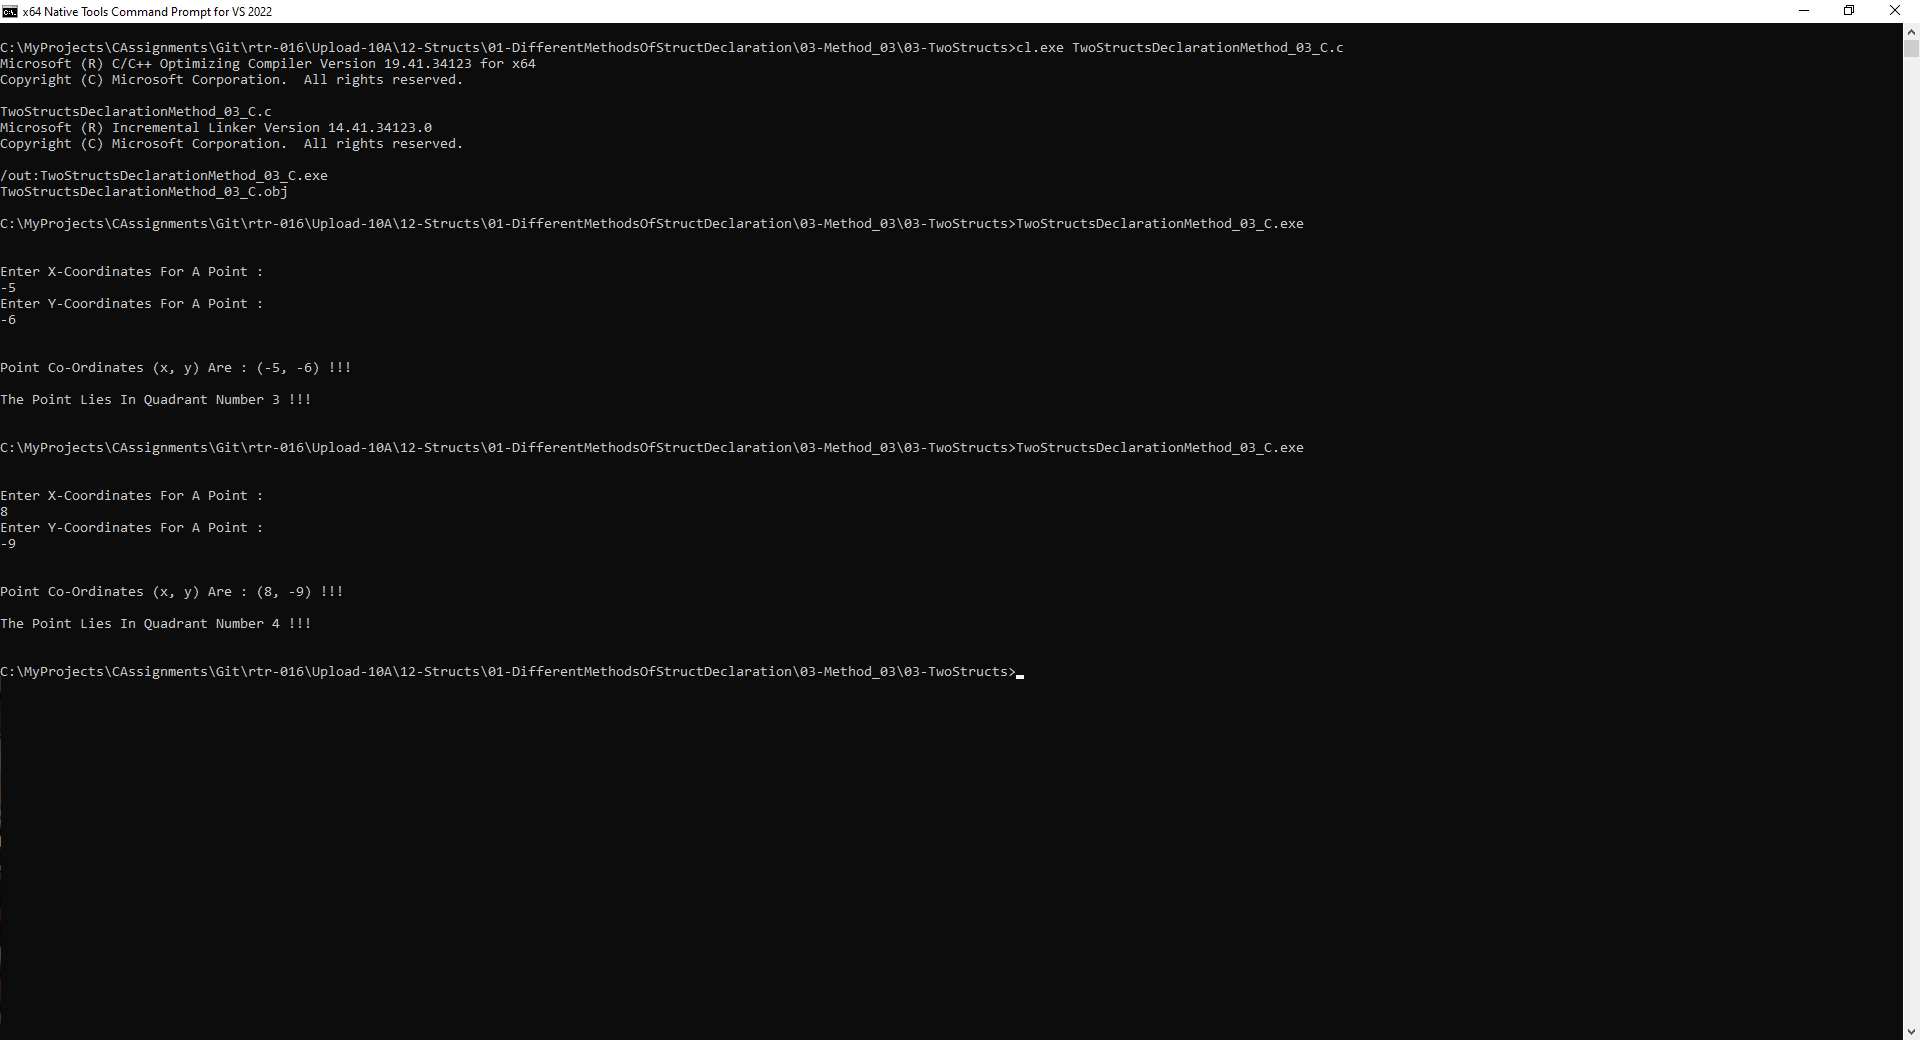 x64 Native Tools Command Prompt for VS 2022
C:\MyProjects\CAssignments\Git\rtr-016\Upload-10A\12-Structs\01-DifferentMethodsOfStructDeclaration\03-Method_03\03-TwoStructs>cl.exe TwoStructsDeclarationMethod_03_C.c
Microsoft (R) C/C++ Optimizing Compiler Version 19.41.34123 for x64
Copyright (C) Microsoft Corporation.  All rights reserved.
TwoStructsDeclarationMethod_03_C.c
Microsoft (R) Incremental Linker Version 14.41.34123.0
Copyright (C) Microsoft Corporation.  All rights reserved.
/out:TwoStructsDeclarationMethod_03_C.exe
TwoStructsDeclarationMethod_03_C.obj
C:\MyProjects\CAssignments\Git\rtr-016\Upload-10A\12-Structs\01-DifferentMethodsOfStructDeclaration\03-Method_03\03-TwoStructs>TwoStructsDeclarationMethod_03_C.exe
Enter X-Coordinates For A Point :
-5
Enter Y-Coordinates For A Point :
-6
Point Co-Ordinates (x, y) Are : (-5, -6) !!!
The Point Lies In Quadrant Number 3 !!!
C:\MyProjects\CAssignments\Git\rtr-016\Upload-10A\12-Structs\01-DifferentMethodsOfStructDeclaration\03-Method_03\03-TwoStructs>TwoStructsDeclarationMethod_03_C.exe
Enter X-Coordinates For A Point :
8
Enter Y-Coordinates For A Point :
-9
Point Co-Ordinates (x, y) Are : (8, -9) !!!
The Point Lies In Quadrant Number 4 !!!
C:\MyProjects\CAssignments\Git\rtr-016\Upload-10A\12-Structs\01-DifferentMethodsOfStructDeclaration\03-Method_03\03-TwoStructs>